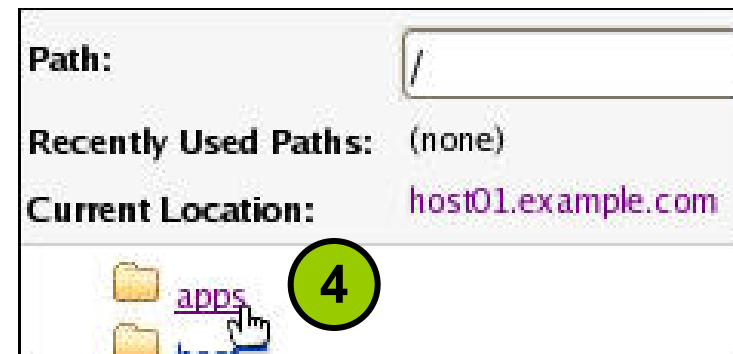 Path: /
Recently Used Paths: (none)
Current Location: host01.example.com
apps 4